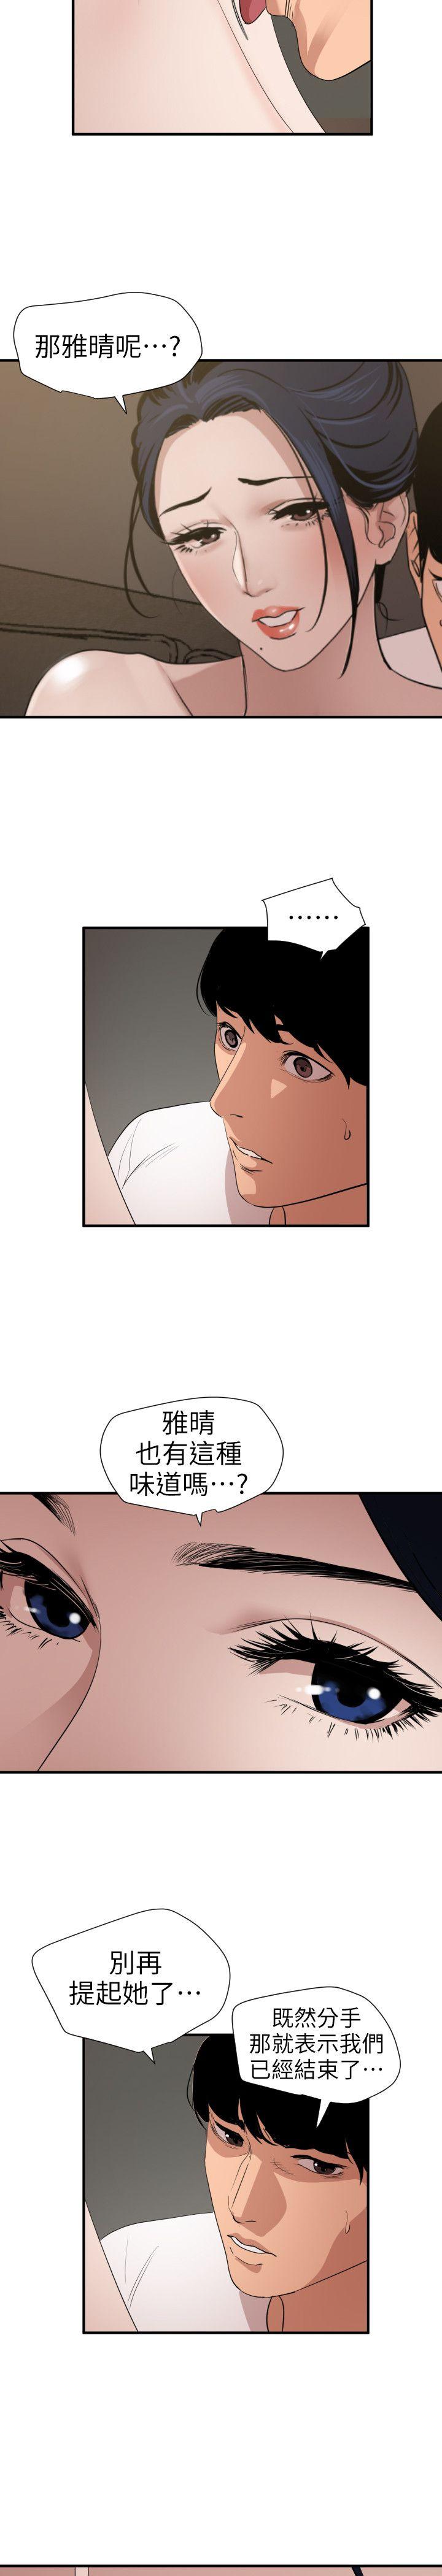 那雅晴呢⋯?
⋯⋯
雅晴
也有這種
味道嗎⋯?
別再
提起她了⋯
既然分手
那就表示我們
已經結束了⋯